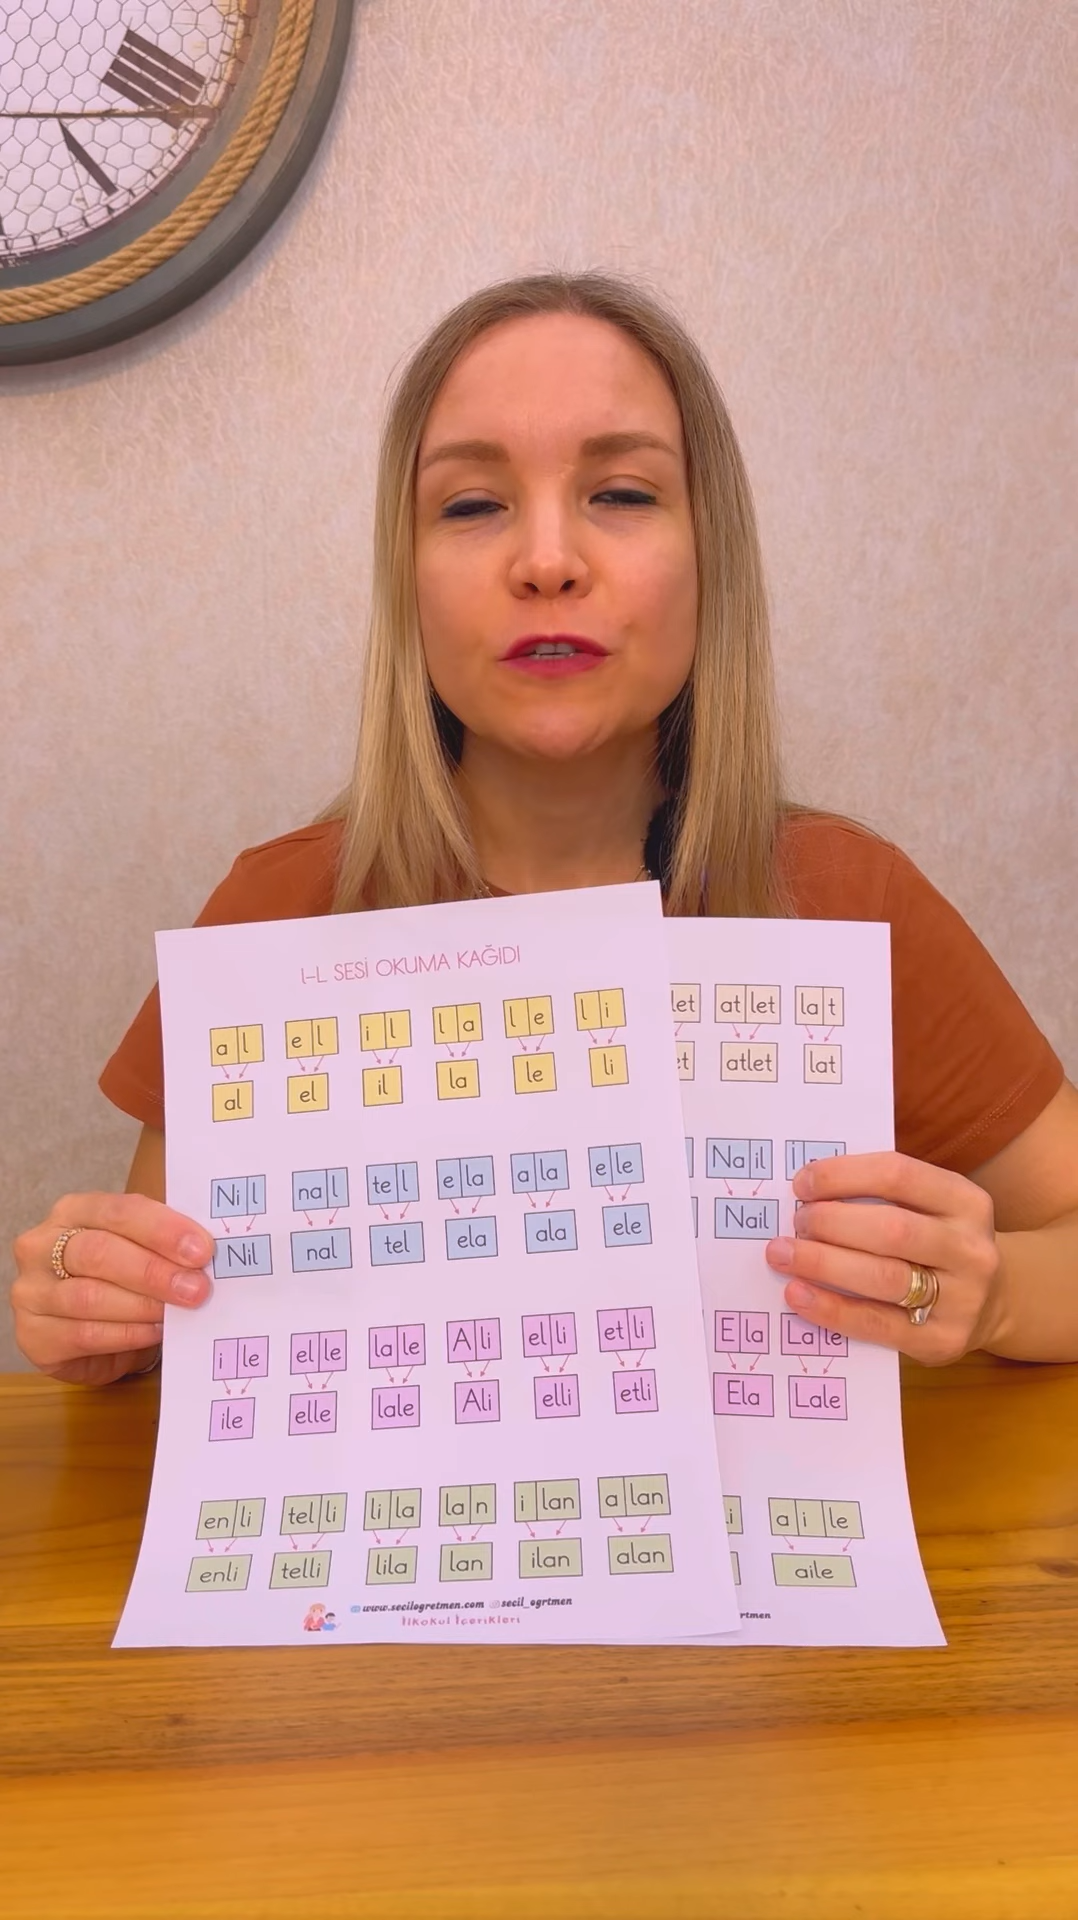 l-L SESİ OKUMA KAĞIDI
a l e l i l l a l e l i
al el il la le li
Ni l na l te l e la a la e le
Nil nal tel ela ala ele
i le el le la le A li el li et li
ile elle lale Ali elli etli
en li tel li li la la n i lan a lan
enli telli lila lan ilan alan
www.secilogretmen.com secil_ogrtmen
İlkokul İçerikleri
let at let la t
atlet lat
Na il
Nail
E la La le
Ela Lale
a i le
aile
rtmen